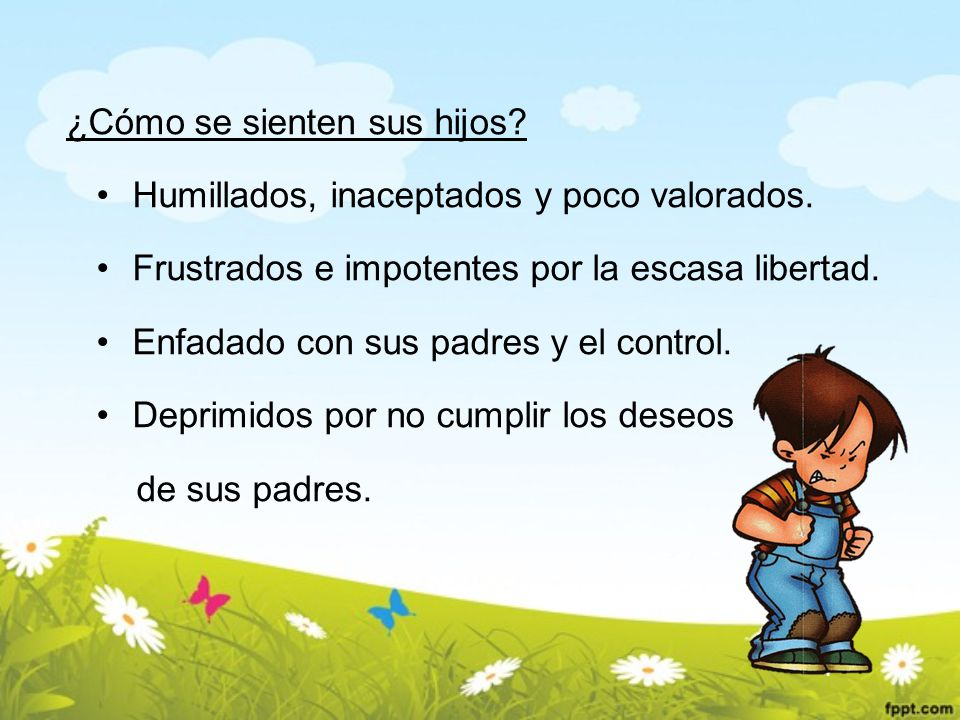 ¿Cómo se sienten sus hijos?
• Humillados, inaceptados y poco valorados.
• Frustrados e impotentes por la escasa libertad.
• Enfadado con sus padres y el control.
• Deprimidos por no cumplir los deseos
de sus padres.
fppt.com